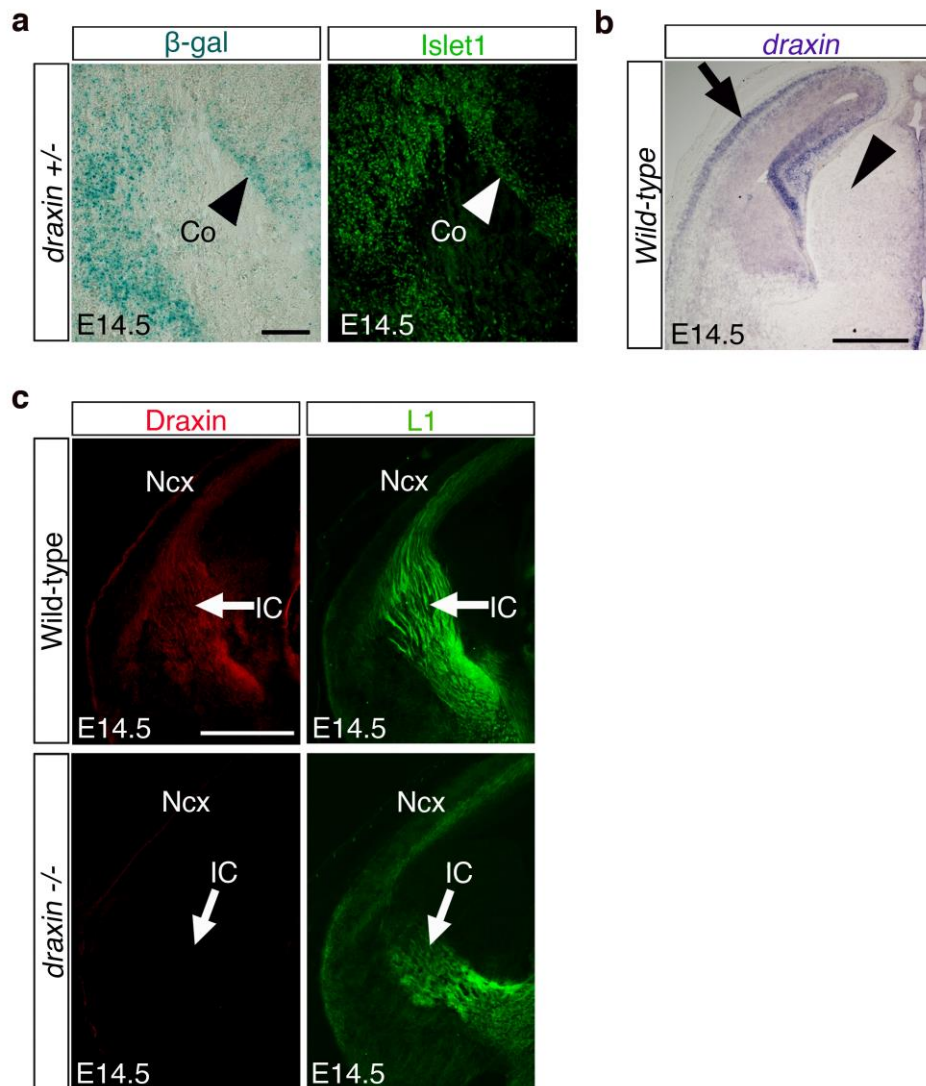 a
β-gal
Islet1
draxin +/-
Co
E14.5
Co
E14.5
b
draxin
Wild-type
E14.5
c
Draxin
L1
Wild-type
Ncx
IC
E14.5
Ncx
IC
E14.5
draxin -/-
Ncx
IC
E14.5
Ncx
IC
E14.5